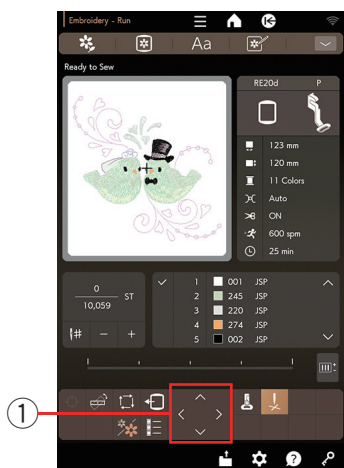 Embroidery - Run
Aa
Ready to Sew
RE20d P
123 mm
120 mm
11 Colors
Auto
ON
600 spm
25 min
0
10,059
ST
1 001 JSP
2 245 JSP
3 220 JSP
4 274 JSP
5 002 JSP
# - +
1
?